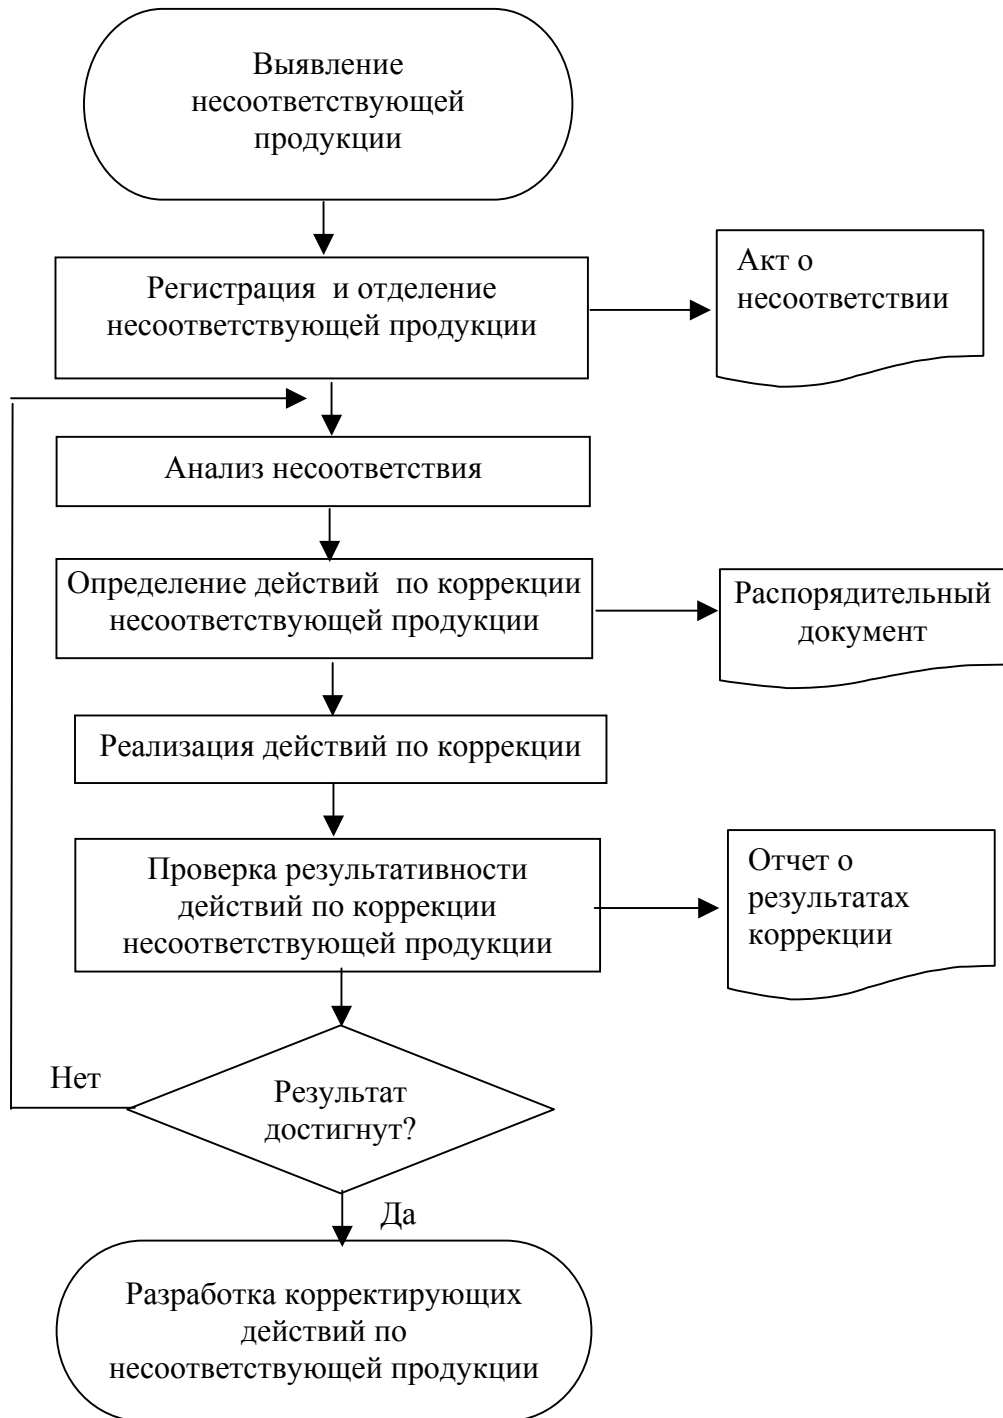 Выявление
несоответствующей
продукции
Регистрация и отделение
несоответствующей продукции
Акт о
несоответствии
Анализ несоответствия
Определение действий по коррекции
несоответствующей продукции
Распорядительный
документ
Реализация действий по коррекции
Проверка результативности
действий по коррекции
несоответствующей продукции
Отчет о
результатах
коррекции
Нет
Результат
достигнут?
Да
Разработка корректирующих
действий по
несоответствующей продукции